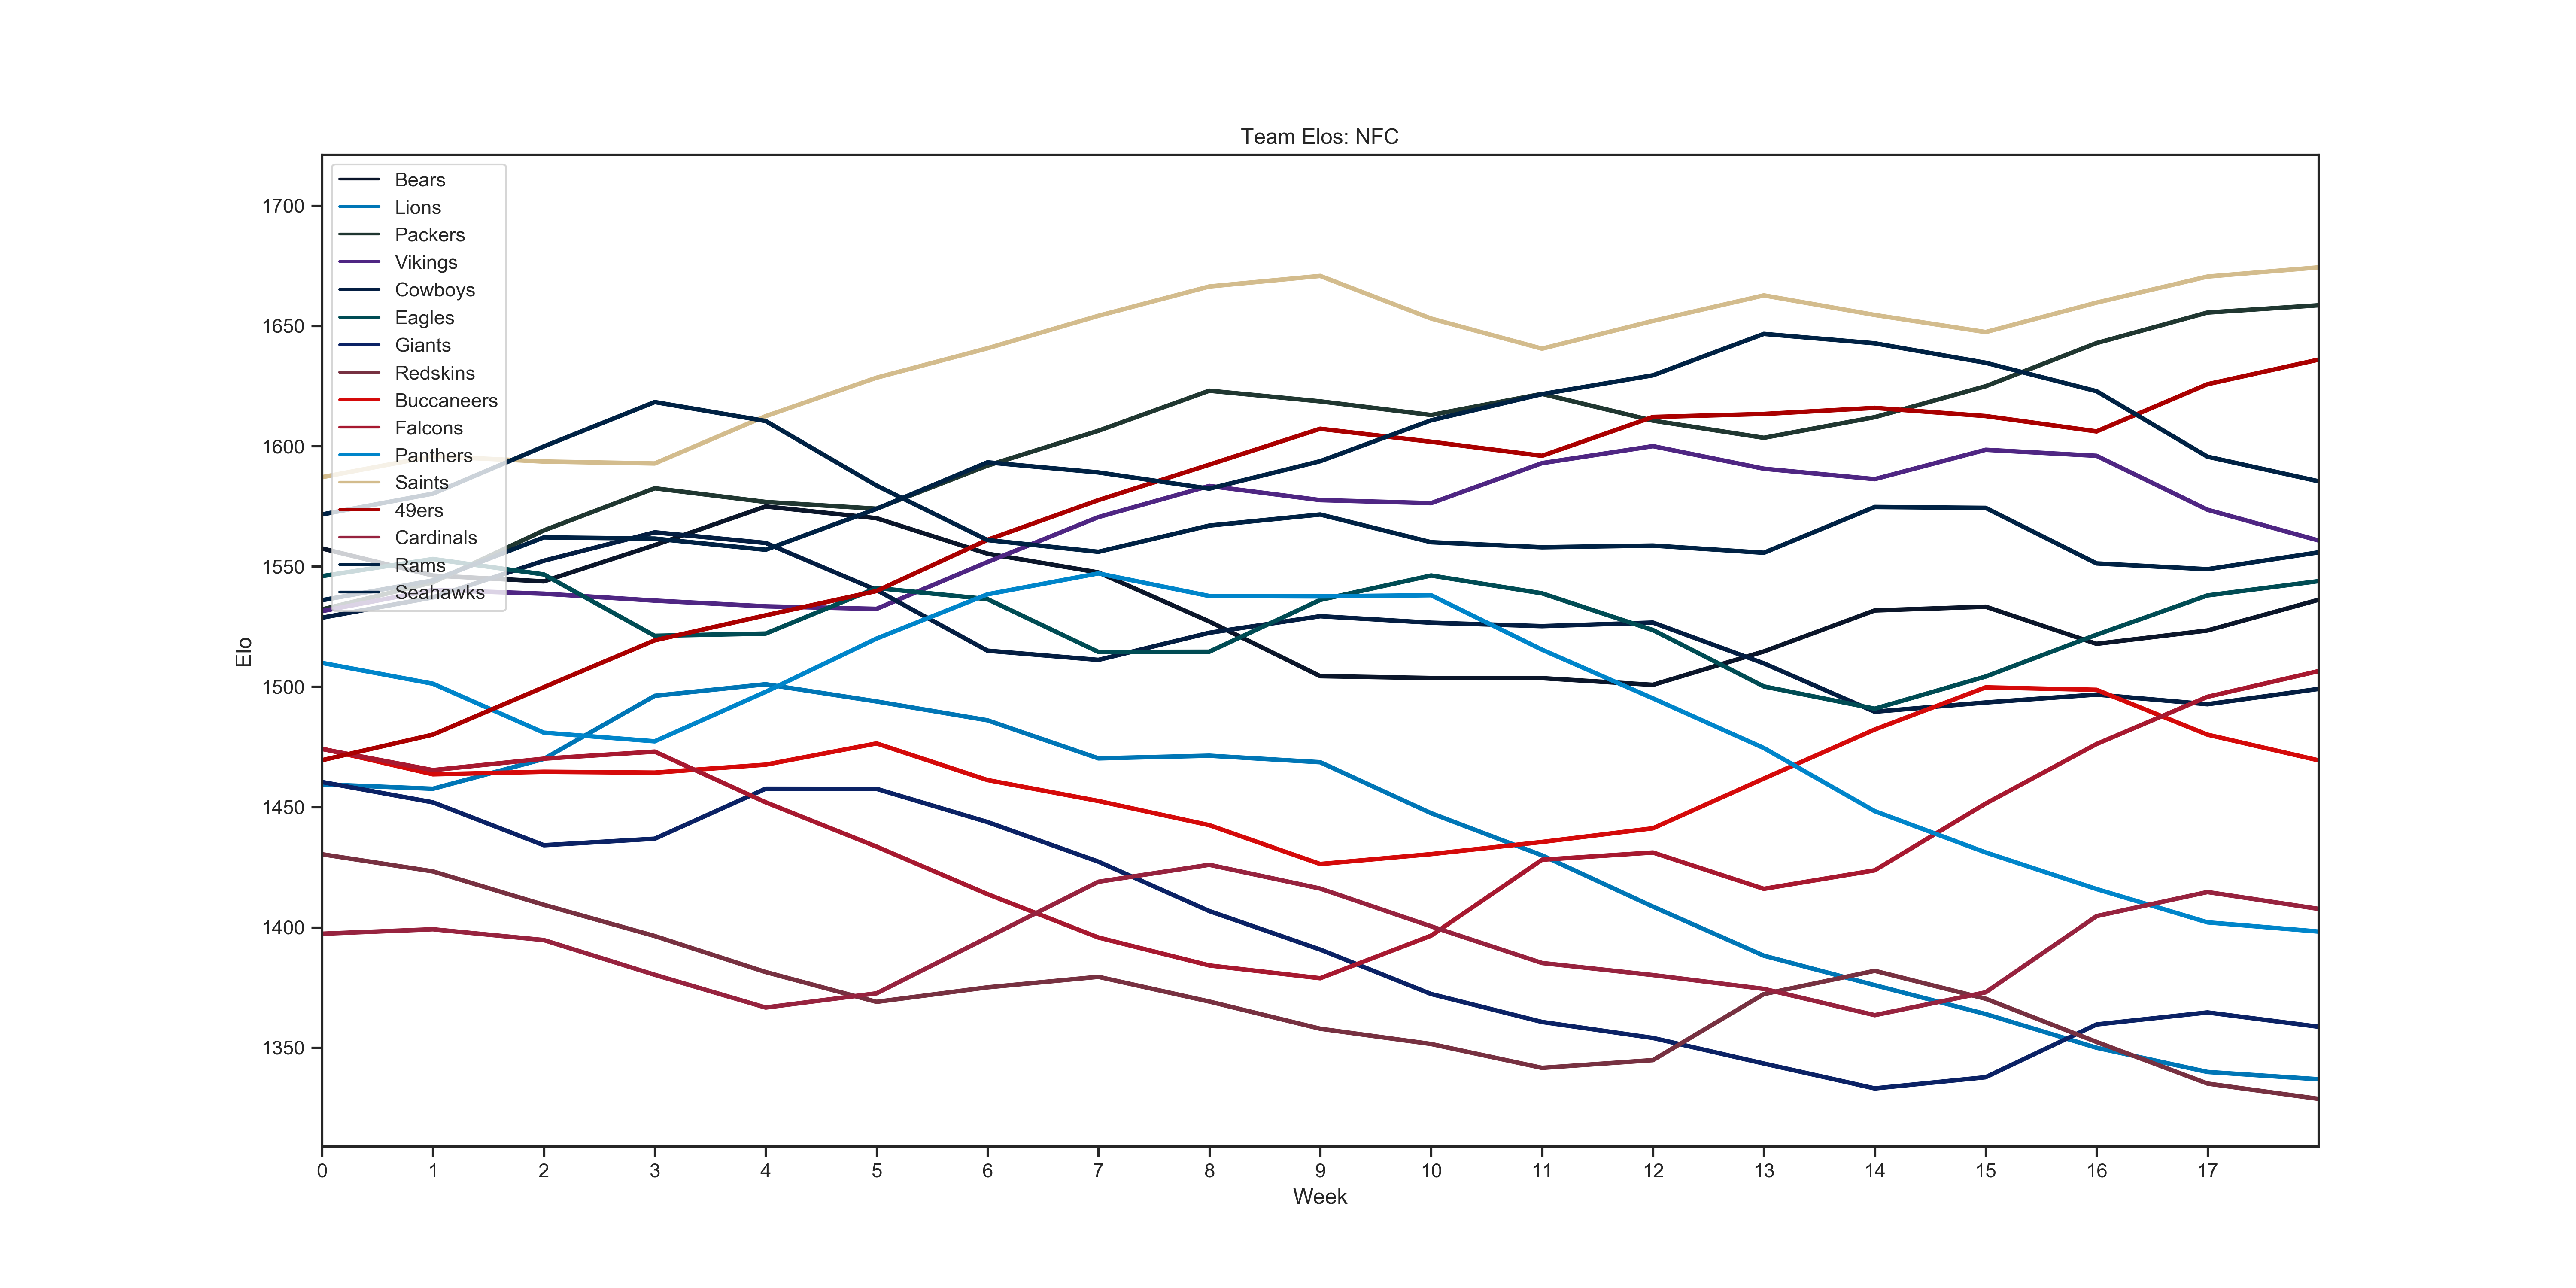 Team Elos: NFC
Bears
Lions
Packers
Vikings
Cowboys
Eagles
Giants
Redskins
Buccaneers
Falcons
Panthers
Saints
49ers
Cardinals
Rams
Seahawks
1700
1650
1600
1550
1500
1450
1400
1350
Elo
0 1 2 3 4 5 6 7 8 9 10 11 12 13 14 15 16 17
Week